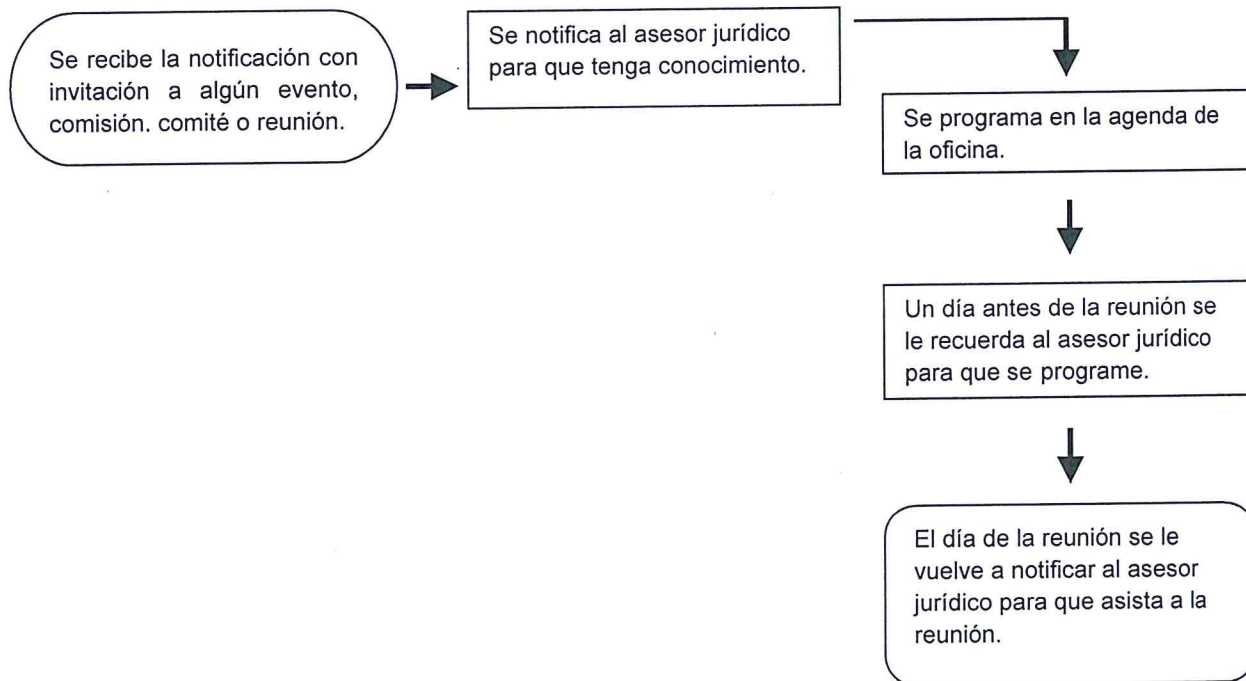 Se recibe la notificación con
invitación a algún evento,
comisión. comité o reunión.
Se notifica al asesor jurídico
para que tenga conocimiento.
Se programa en la agenda de
la oficina.
Un día antes de la reunión se
le recuerda al asesor jurídico
para que se programe.
El día de la reunión se le
vuelve a notificar al asesor
jurídico para que asista a la
reunión.